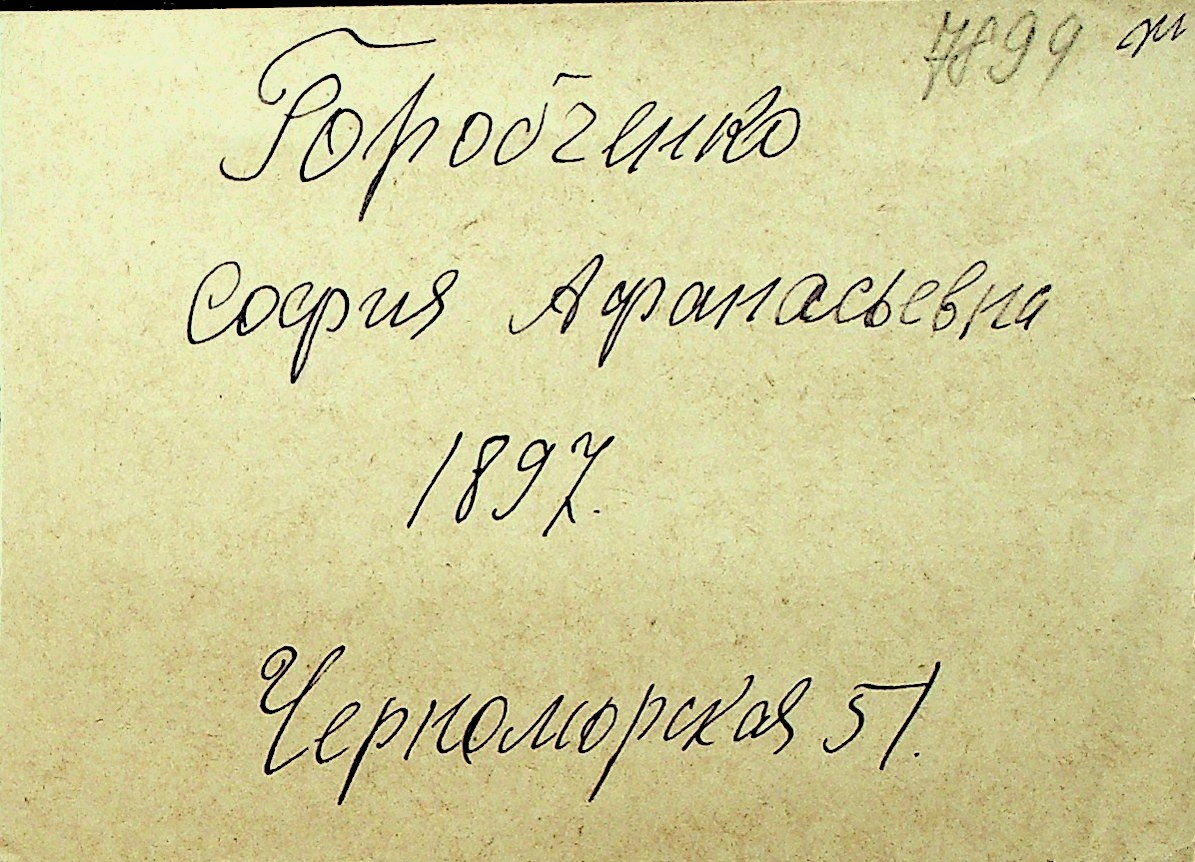 7899 ж
Горобченко
София Афанасьевна
1897.
Черноморская 51.